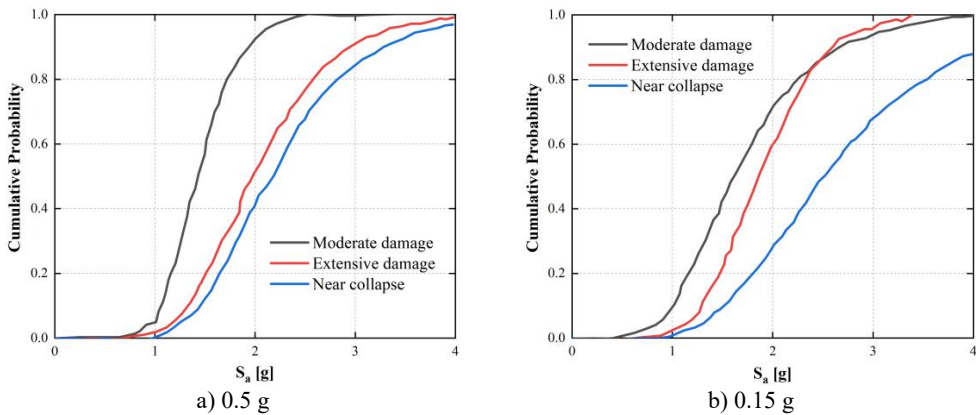 1.0
0.8
0.6
0.4
0.2
0.0
Cumulative Probability
Moderate damage
Extensive damage
Near collapse
0
1
2
3
4
Sa [g]
a) 0.5 g
1.0
0.8
0.6
0.4
0.2
0.0
Cumulative Probability
Moderate damage
Extensive damage
Near collapse
0
1
2
3
4
Sa [g]
b) 0.15 g